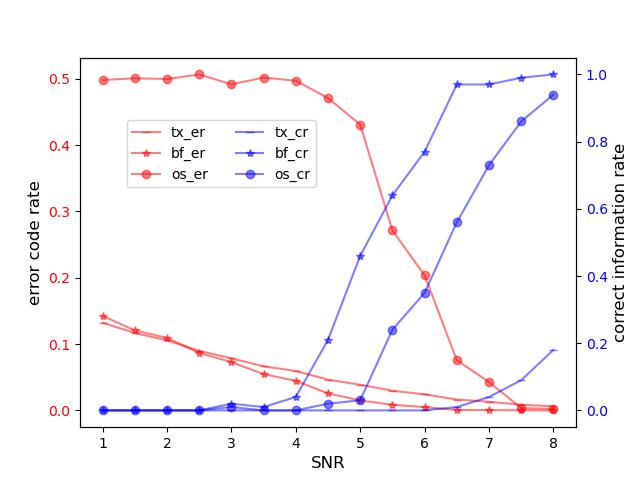 0.5
0.4
0.3
0.2
0.1
0.0
error code rate
tx_er
bf_er
os_er
tx_cr
bf_cr
os_cr
1.0
0.8
0.6
0.4
0.2
0.0
correct information rate
1 2 3 4 5 6 7 8
SNR